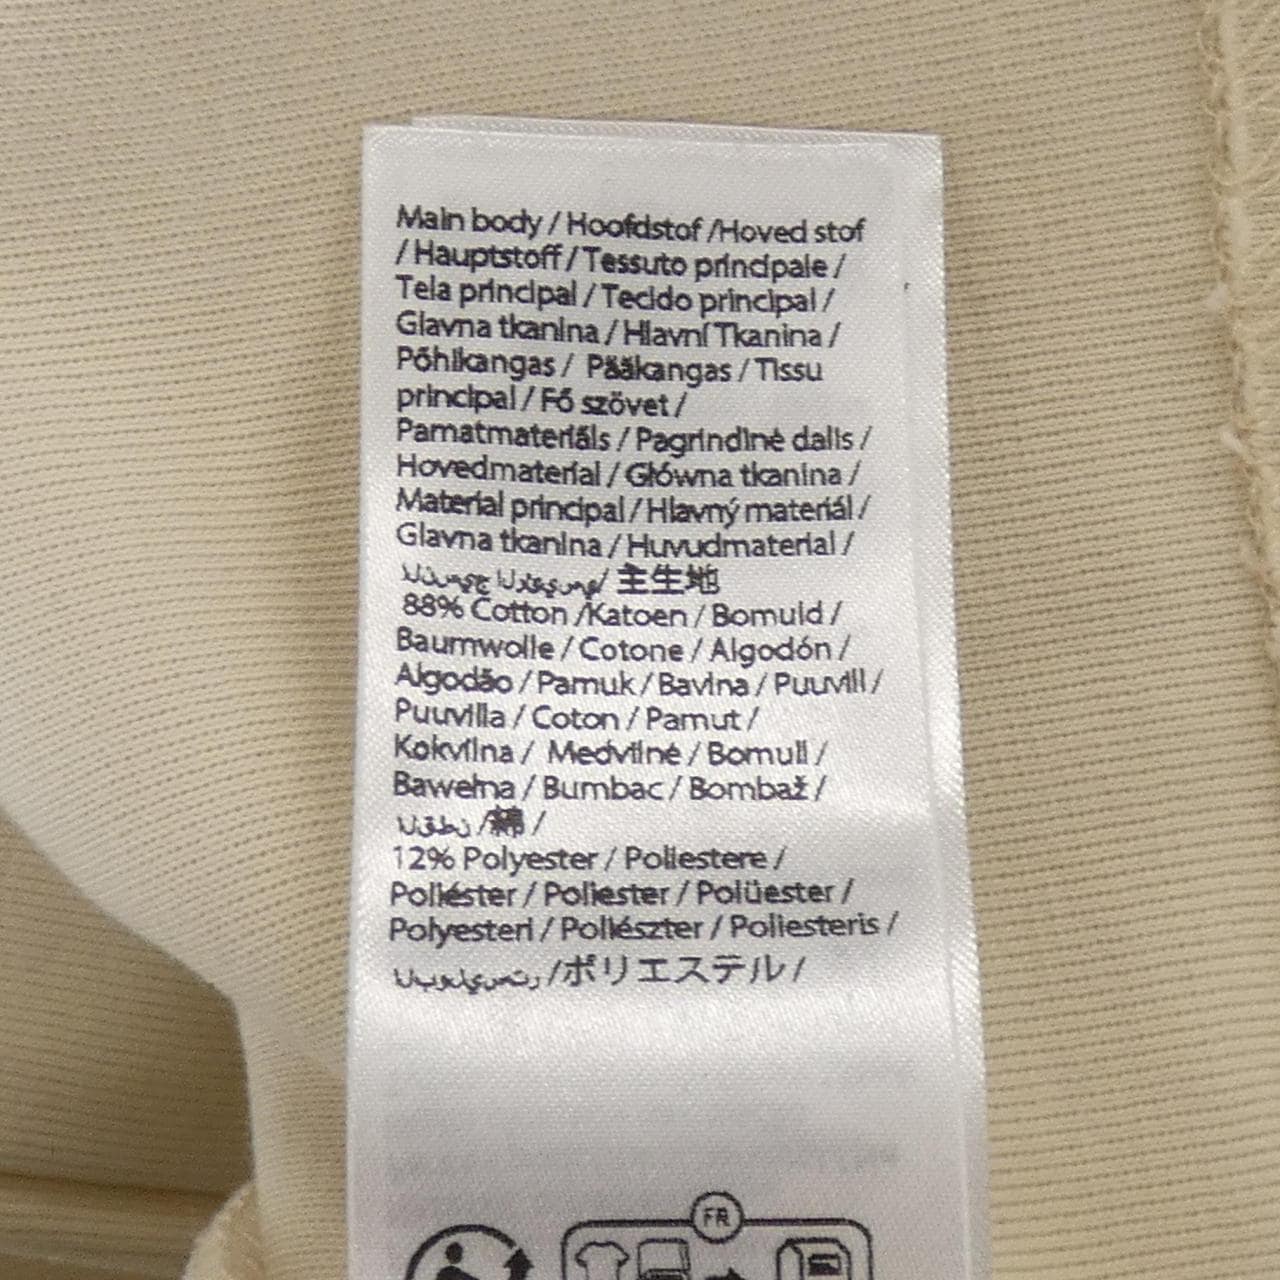 Main body / Hoofdstof /Hoved stof
/ Hauptstoff / Tessuto principale /
Tela principal / Tecido principal /
Glavna tkanina / Hlavní Tkanina /
Põhikangas / Pääkangas / Tissu
principal / Fő szövet /
Pamatmateriāls / Pagrindinė dalis /
Hovedmaterial / Główna tkanina /
Material principal / Hlavný materiál /
Glavna tkanina / Huvudmaterial /
/ 主生地
88% Cotton /Katoen / Bomuld /
Baumwolle / Cotone / Algodón /
Algodão / Pamuk / Bavlna / Puuvill /
Puuvilla / Coton / Pamut /
Kokvilna / Medvilnė / Bomull /
Bawełna / Bumbac / Bombaž /
القطن /綿 /
12% Polyester / Poliestere /
Poliéster / Poliester / Polüester /
Polyesteri / Poliészter / Poliesteris /
البوليستر /ポリエステル /
FR